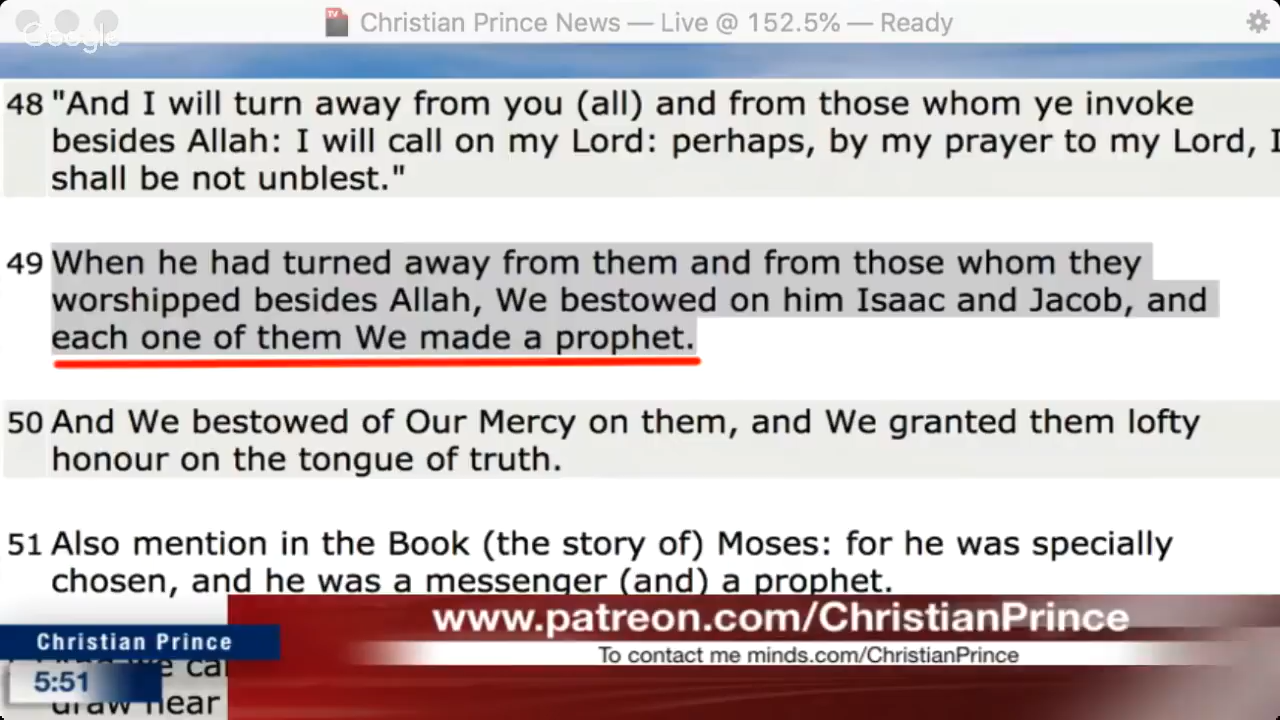 Christian Prince News — Live @ 152.5% — Ready
TV
Google
48 "And I will turn away from you (all) and from those whom ye invoke
besides Allah: I will call on my Lord: perhaps, by my prayer to my Lord, I
shall be not unblest."
49 When he had turned away from them and from those whom they
worshipped besides Allah, We bestowed on him Isaac and Jacob, and
each one of them We made a prophet.
50 And We bestowed of Our Mercy on them, and We granted them lofty
honour on the tongue of truth.
51 Also mention in the Book (the story of) Moses: for he was specially
chosen, and he was a messenger (and) a prophet.
www.patreon.com/ChristianPrince
Christian Prince
To contact me minds.com/ChristianPrince
5:51
draw near